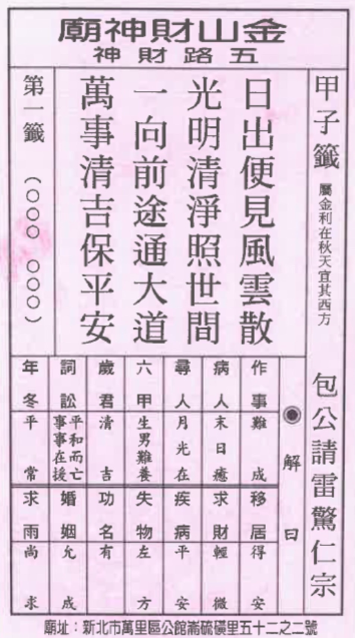 金山財神廟
五路財神
甲子籤 屬金利在秋天宜其西方 包公請雷驚仁宗
日出便見風雲散
光明清淨照世間
一向前途通大道
萬事清吉保平安
第一籤 (○○○ ○○○)
◉解曰
作事 難成
病人 末日癒
尋人 月光在
六甲 生男難養
歲君 清吉
詞訟 平和而亡 事事在援
年冬 平常
移居 得安
求財 輕微
疾病 平安
失物 左方
功名 有
婚姻 允成
求雨 尚求
廟址：新北市萬里區公館崙硫磺里五十二之二號